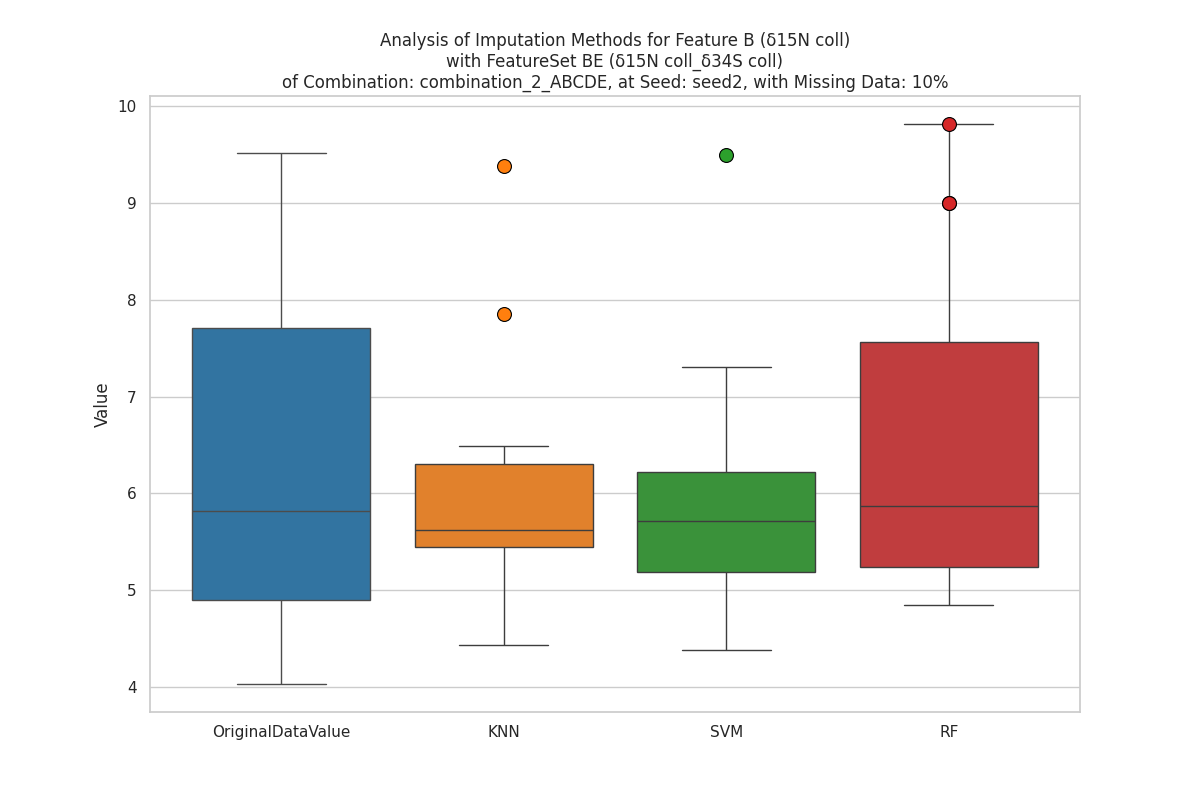 Analysis of Imputation Methods for Feature B (δ15N coll)
with FeatureSet BE (δ15N coll_δ34S coll)
of Combination: combination_2_ABCDE, at Seed: seed2, with Missing Data: 10%
10
9
8
7
6
5
4
Value
OriginalDataValue
KNN
SVM
RF